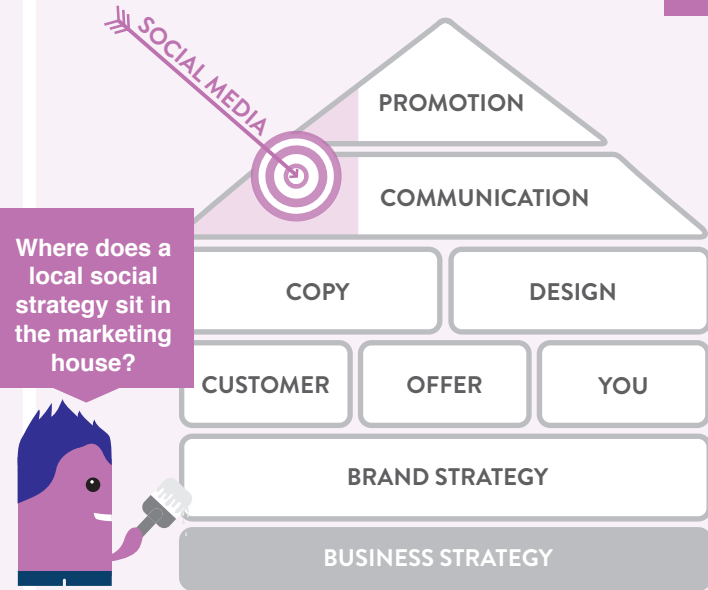 SOCIAL MEDIA
PROMOTION
COMMUNICATION
Where does a
local social
strategy sit in
the marketing
house?
COPY
DESIGN
CUSTOMER
OFFER
YOU
BRAND STRATEGY
BUSINESS STRATEGY